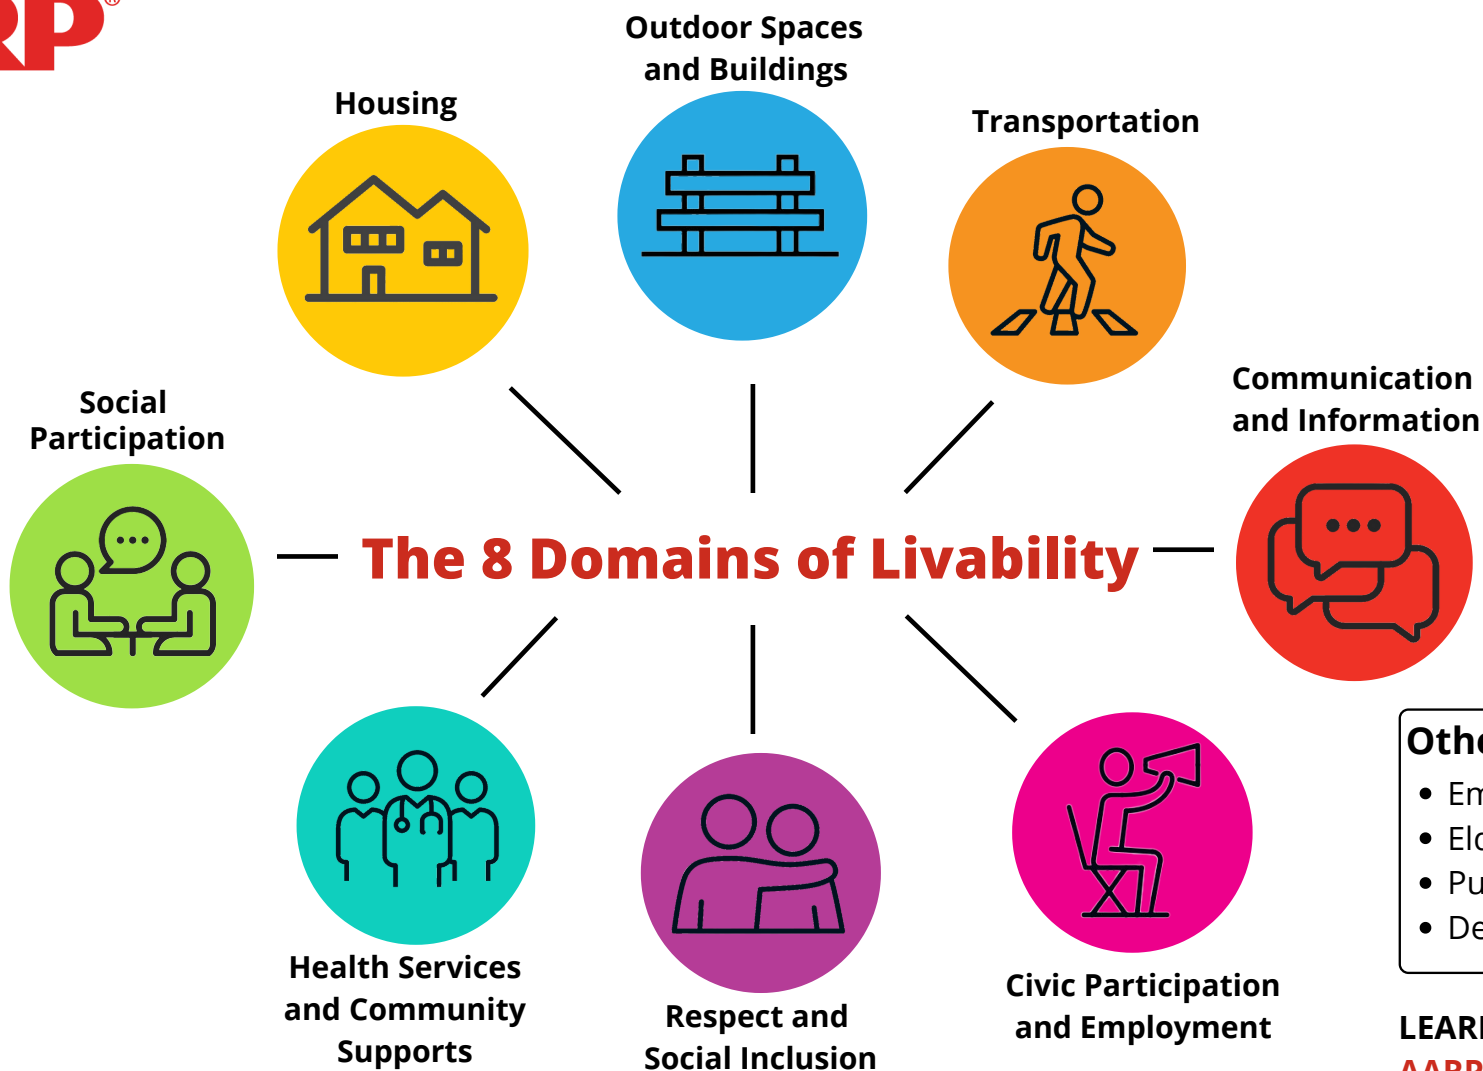 Outdoor Spaces
and Buildings
Housing
Transportation
Communication
and Information
Social
Participation
The 8 Domains of Livability
Health Services
and Community
Supports
Respect and
Social Inclusion
Civic Participation
and Employment